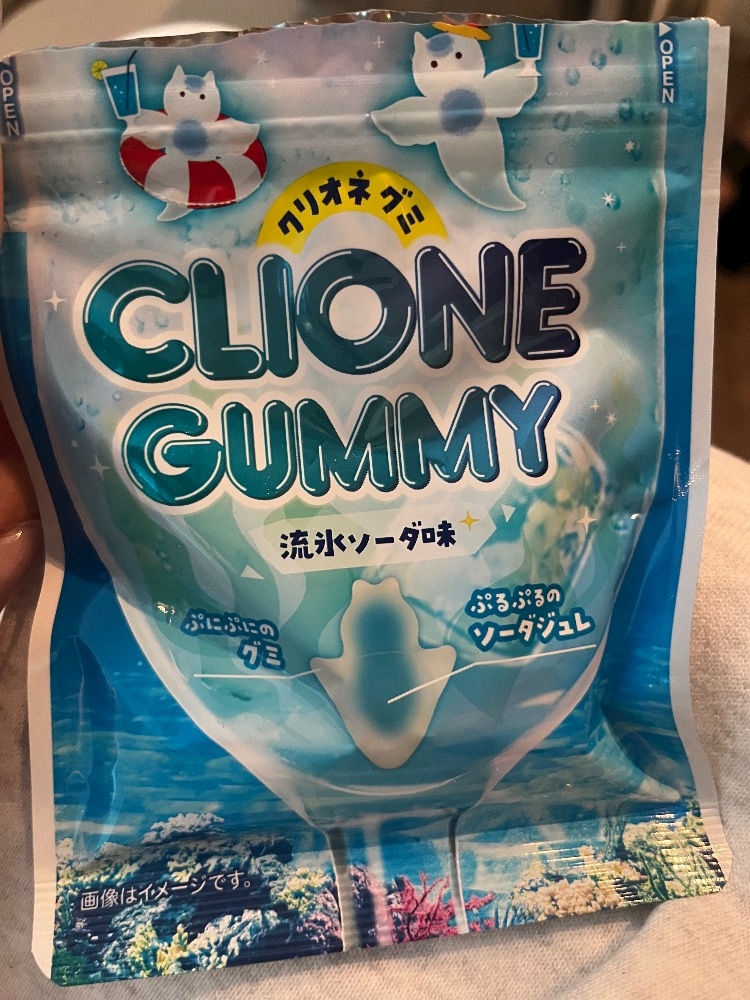 OPEN
OPEN
クリオネグミ
CLIONE
GUMMY
流氷ソーダ味
ぷにぷにの
グミ
ぷるぷるの
ソーダジュレ
画像はイメージです。